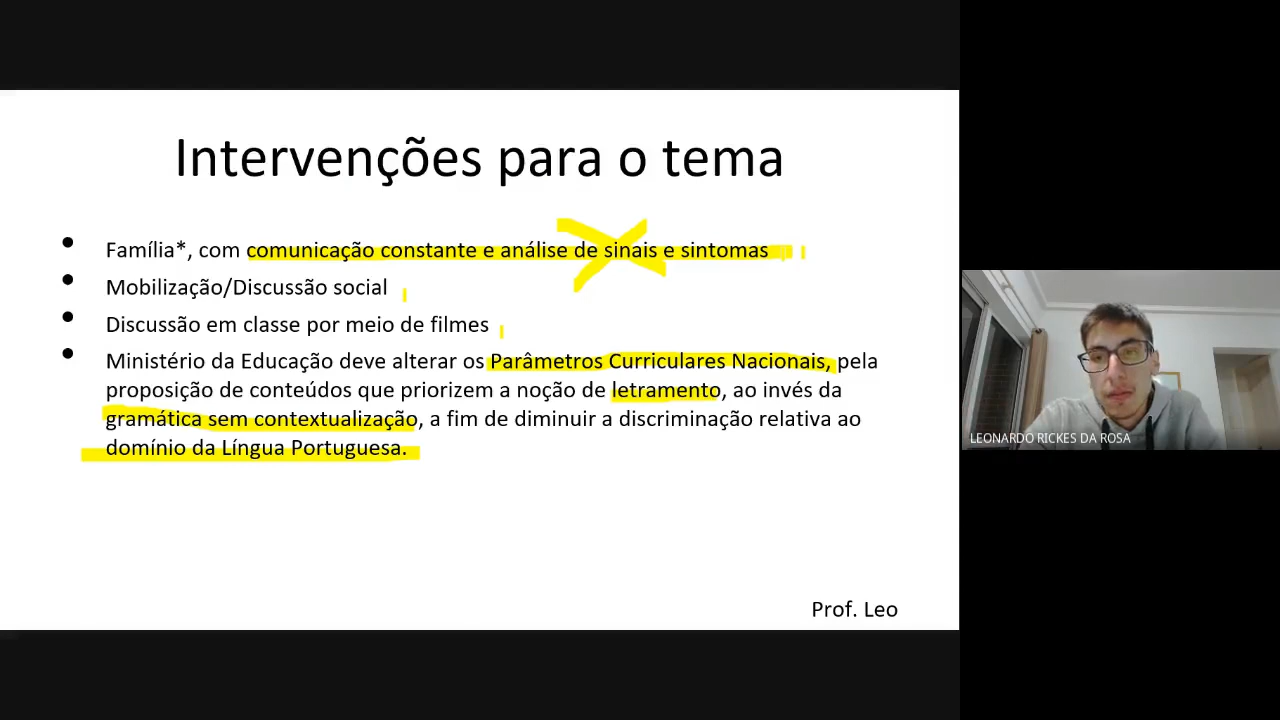 Intervenções para o tema
• Família*, com comunicação constante e análise de sinais e sintomas
• Mobilização/Discussão social
• Discussão em classe por meio de filmes
• Ministério da Educação deve alterar os Parâmetros Curriculares Nacionais, pela
proposição de conteúdos que priorizem a noção de letramento, ao invés da
gramática sem contextualização, a fim de diminuir a discriminação relativa ao
domínio da Língua Portuguesa.
Prof. Leo
LEONARDO RICKES DA ROSA